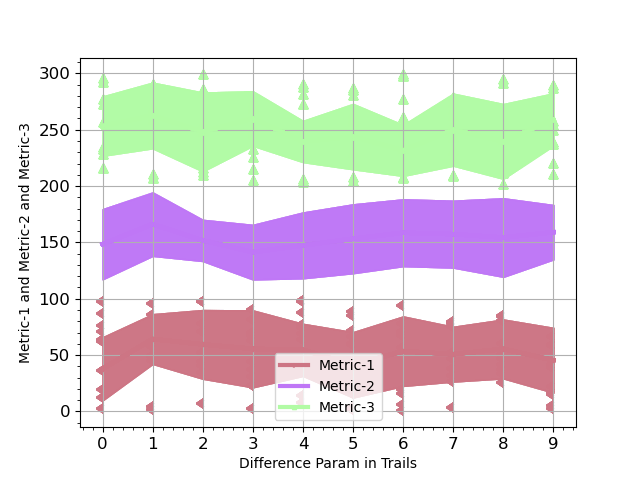 300
250
200
150
100
50
0
Metric-1 and Metric-2 and Metric-3
Metric-1
Metric-2
Metric-3
0 1 2 3 4 5 6 7 8 9
Difference Param in Trails